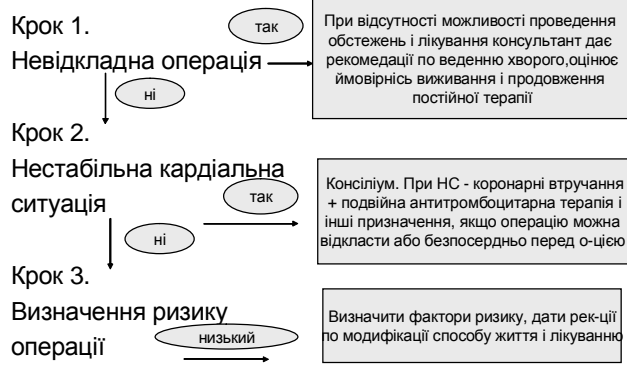 Крок 1.
так
При відсутності можливості проведення
обстежень і лікування консультант дає
рекомедації по веденню хворого,оцінює
ймовірнісь виживання і продовження
постійної терапії
Невідкладна операція
ні
Крок 2.
Нестабільна кардіальна
ситуація
так
Консіліум. При НС - коронарні втручання
+ подвійна антитромбоцитарна терапія і
інші призначення, якщо операцію можна
відкласти або безпосердньо перед о-цією
ні
Крок 3.
Визначення ризику
операції
низький
Визначити фактори ризику, дати рек-ції
по модифікації способу життя і лікуванню